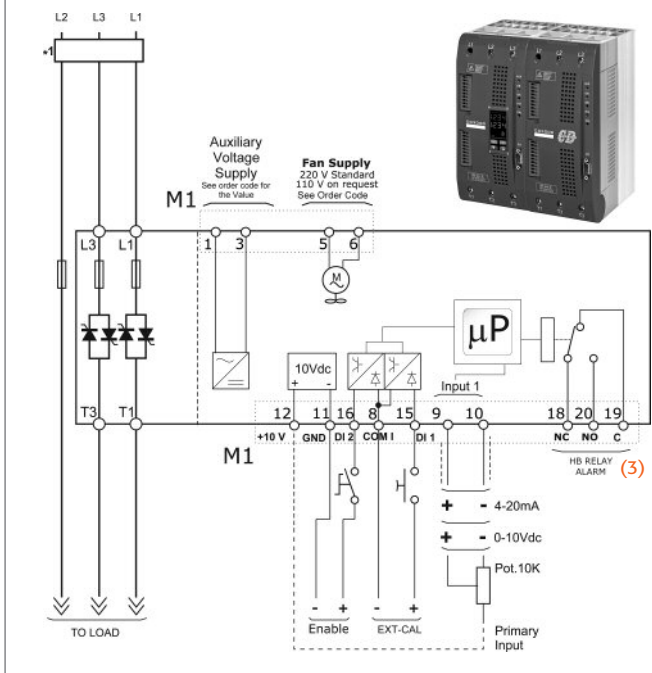 L2 L3 L1
*1
Auxiliary
Voltage
Supply
See order code for
the Value
Fan Supply
220 V Standard
110 V on request
See Order Code
M1
1 3 5 6
L3 L1
M
μP
10Vdc
+ -
Input 1
T3 T1
12 11 16 8 15 9 10 18 20 19
+10 V GND DI 2 COM I DI 1 NC NO C
M1
HB RELAY
ALARM
(3)
+ - 4-20mA
+ - 0-10Vdc
Pot.10K
- + - +
Enable EXT-CAL
TO LOAD
Primary
Input